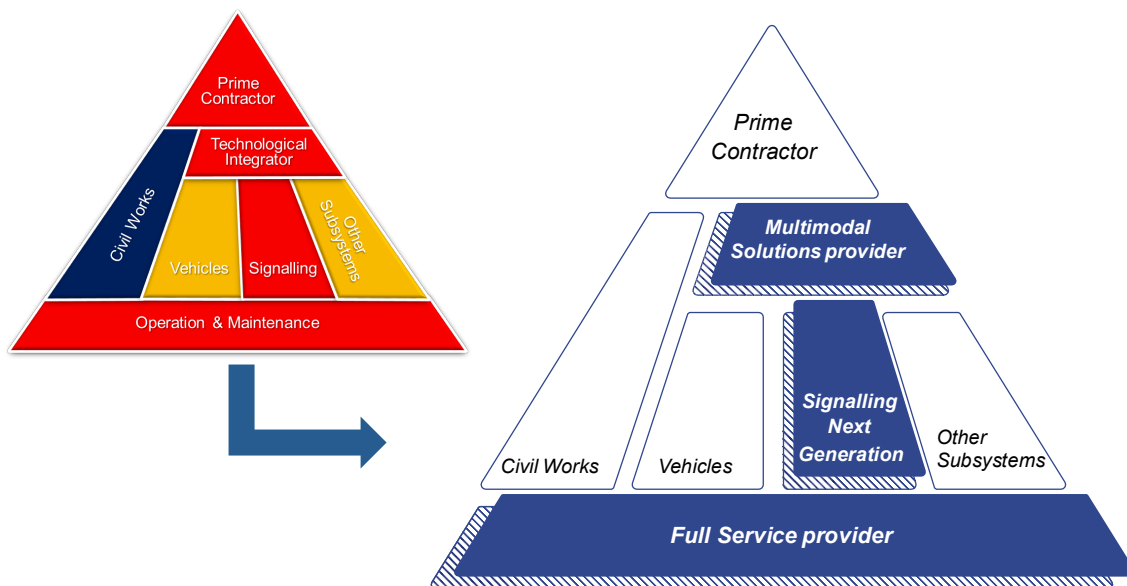 Prime
Contractor
Technological
Integrator
Civil Works
Vehicles
Signalling
Other
Subsystems
Operation & Maintenance
Prime
Contractor
Multimodal
Solutions provider
Civil Works
Vehicles
Signalling
Next
Generation
Other
Subsystems
Full Service provider